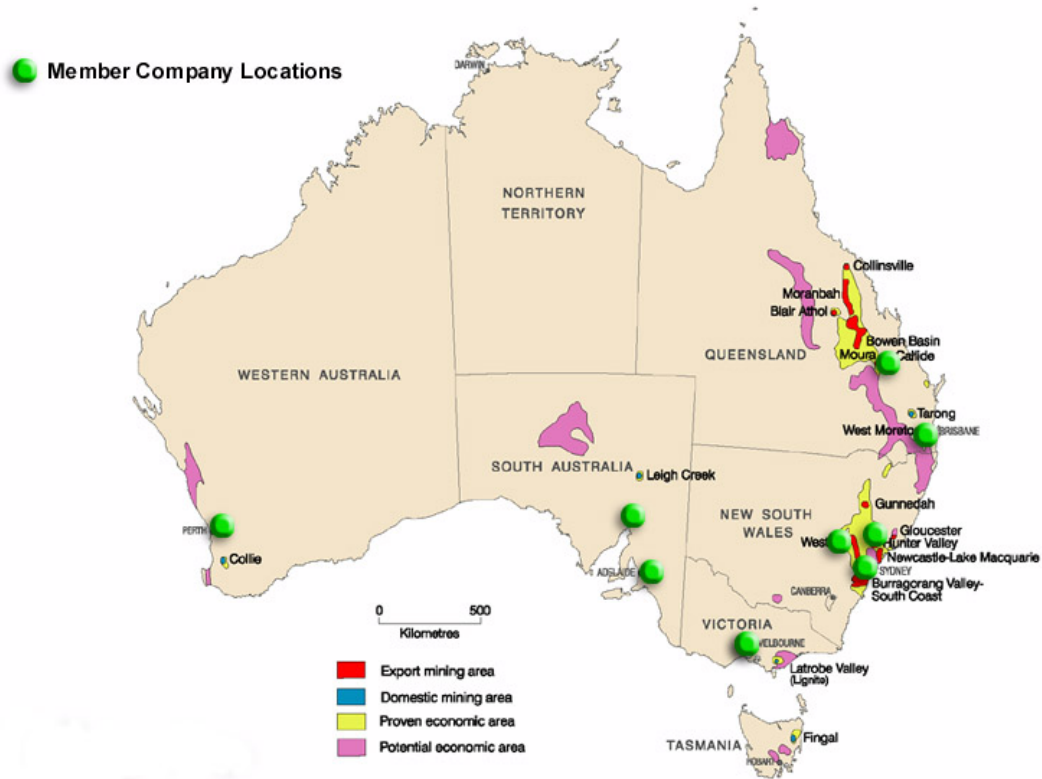 Member Company Locations
DARWIN
NORTHERN
TERRITORY
Collinsville
Moranbah
Blair Athol
Bowen Basin
Moura
Callide
QUEENSLAND
WESTERN AUSTRALIA
Tarong
West Moreto
BRISBANE
SOUTH AUSTRALIA
Leigh Creek
Gunnedah
NEW SOUTH
WALES
Gloucester
Hunter Valley
West
PERTH
Newcastle-Lake Macquarie
Collie
SYDNEY
ADELAIDE
Burragorang Valley-
South Coast
CANBERRA
0 500
Kilometres
VICTORIA
MELBOURNE
Latrobe Valley
(Lignite)
Export mining area
Domestic mining area
Proven economic area
Potential economic area
Fingal
TASMANIA
HOBART